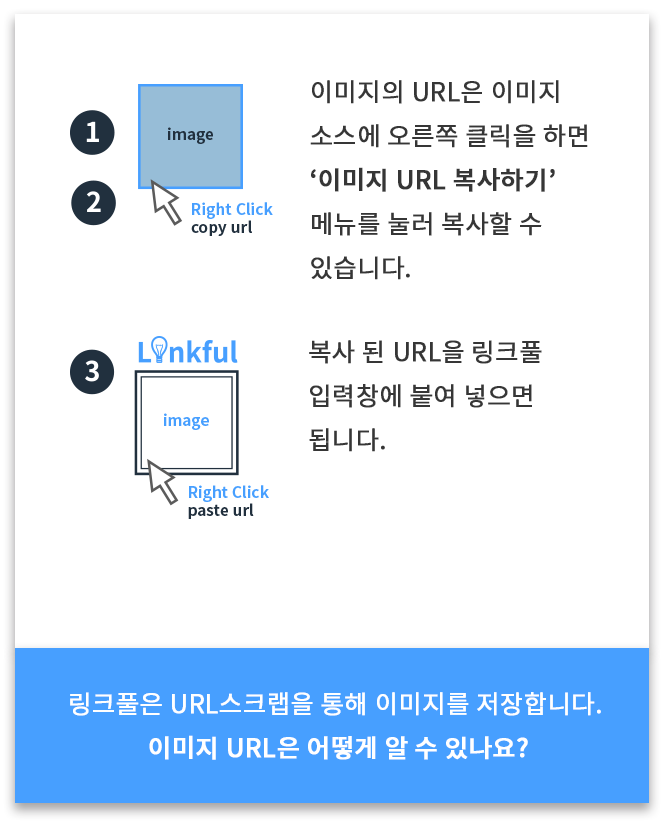 1
image
2
Right Click
copy url
이미지의 URL은 이미지
소스에 오른쪽 클릭을 하면
‘이미지 URL 복사하기’
메뉴를 눌러 복사할 수
있습니다.
Linkful
3
image
Right Click
paste url
복사 된 URL을 링크풀
입력창에 붙여 넣으면
됩니다.
링크풀은 URL스크랩을 통해 이미지를 저장합니다.
이미지 URL은 어떻게 알 수 있나요?